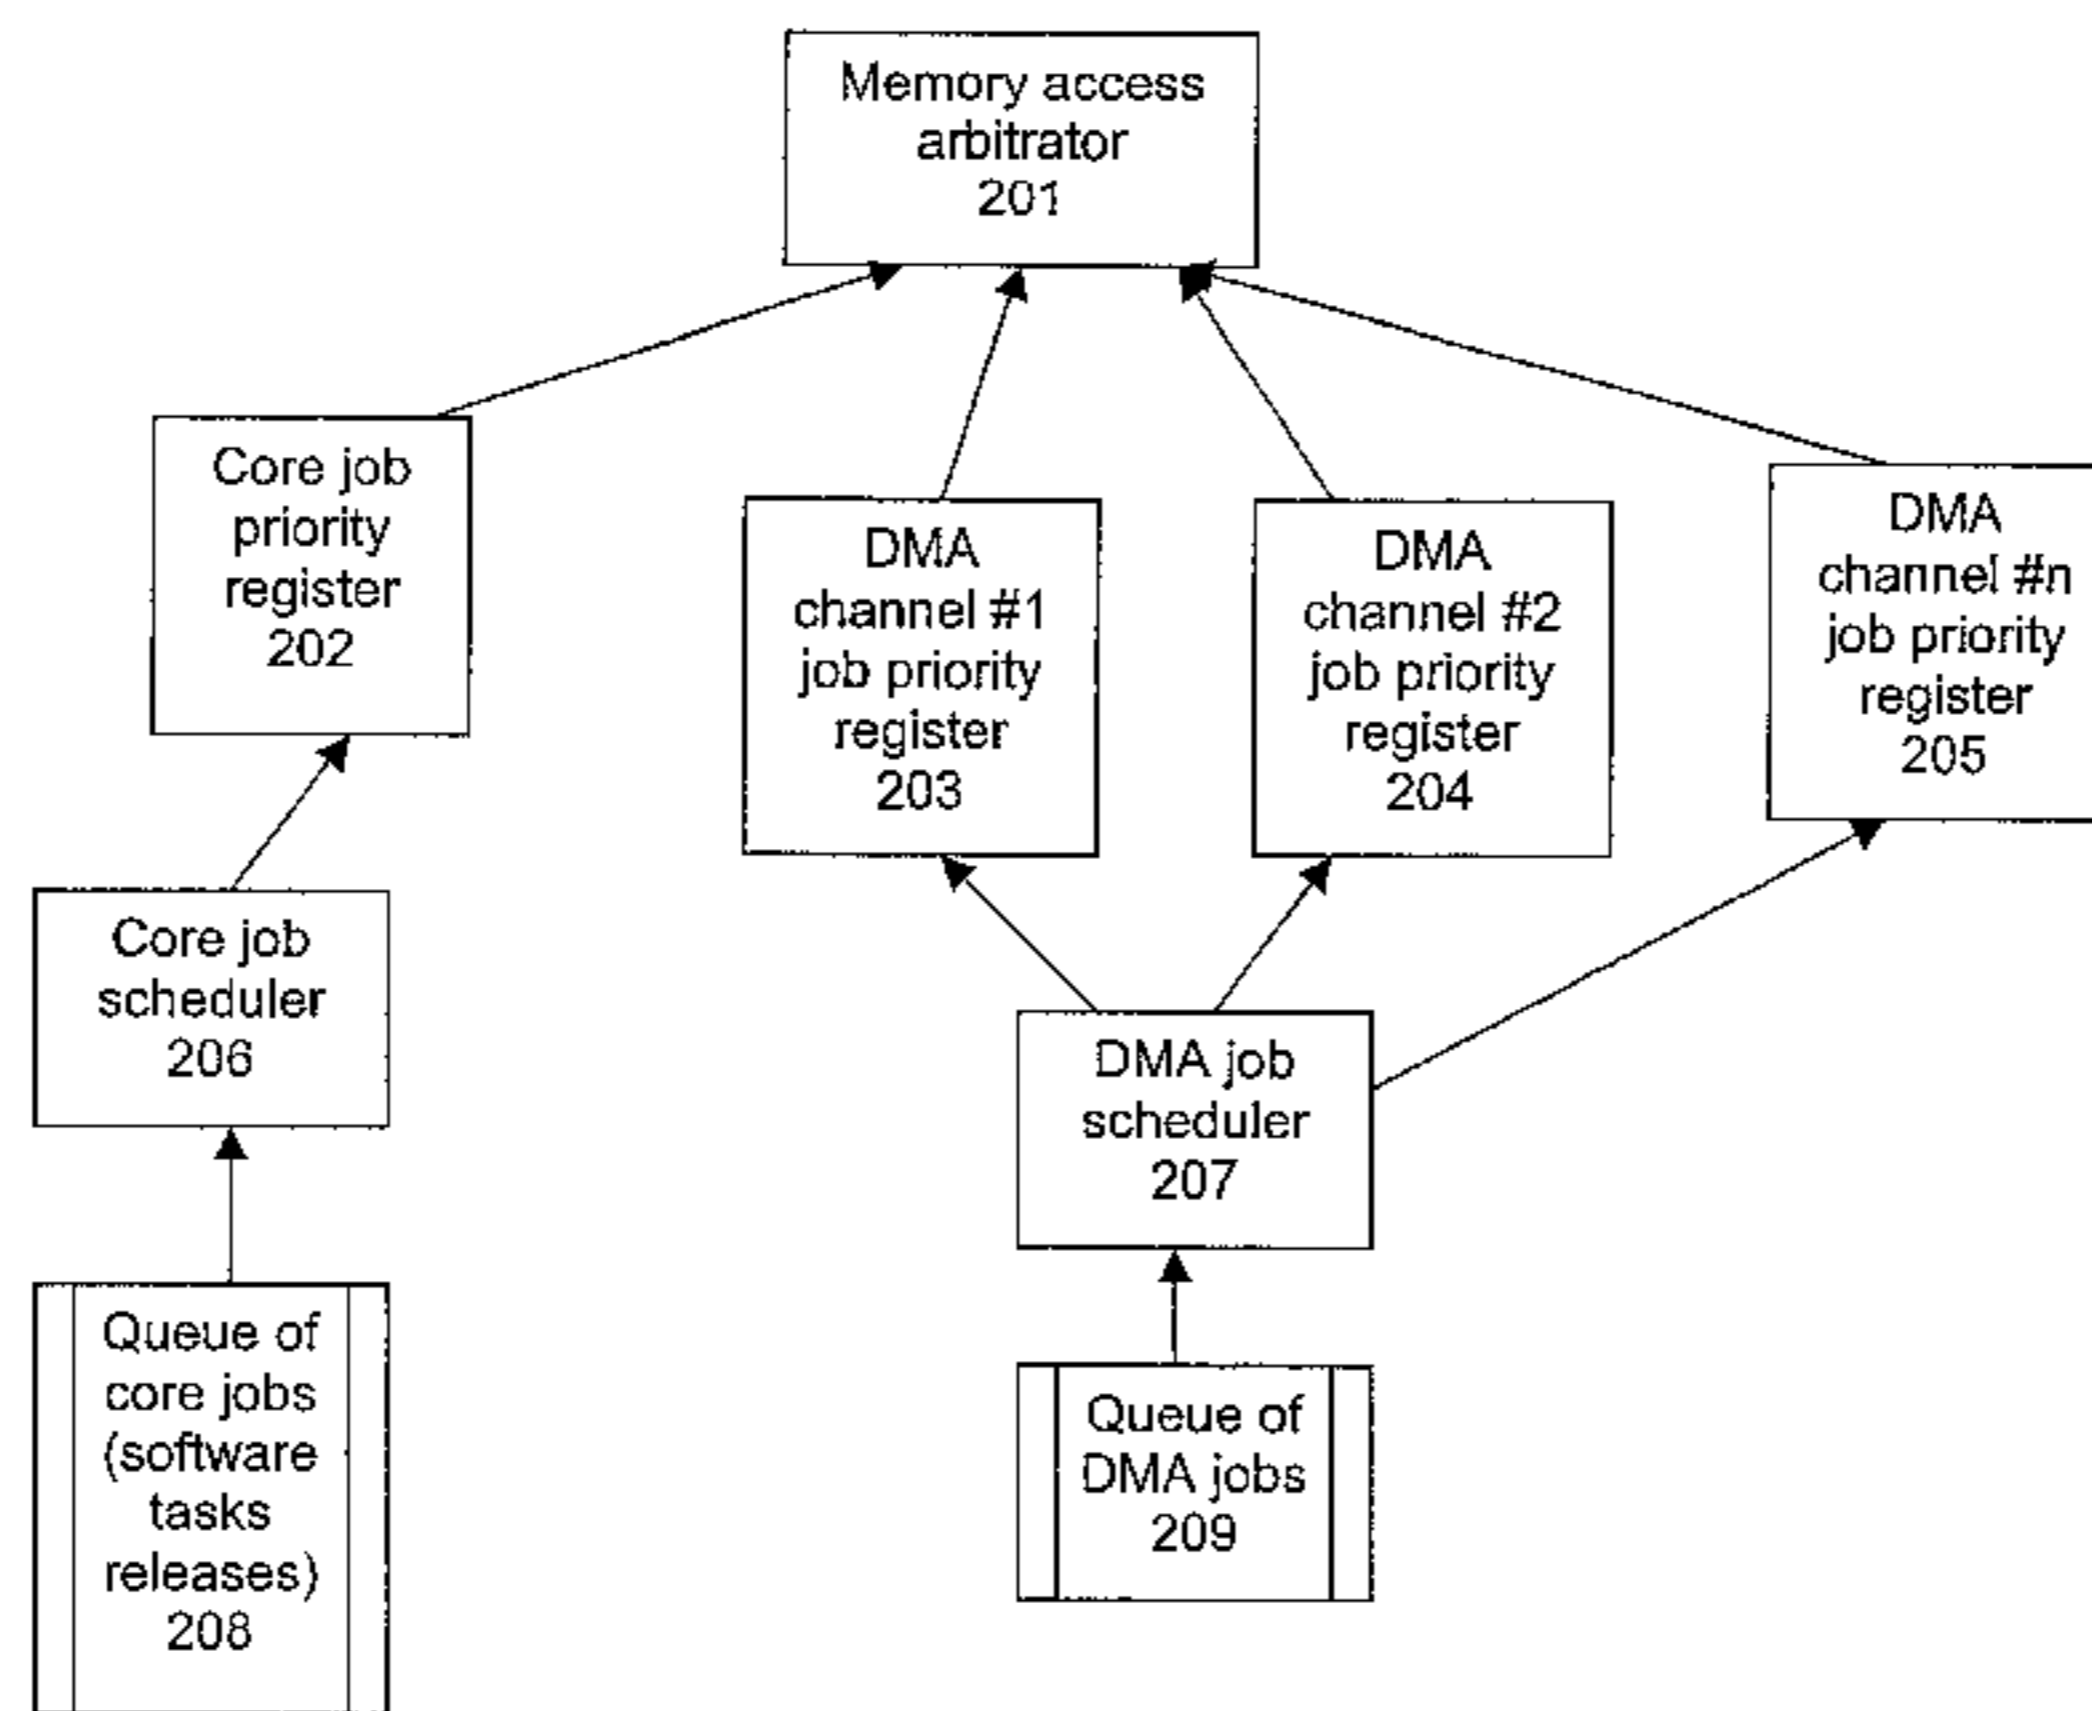 Memory access
arbitrator
201
Core job
priority
register
202
DMA
channel #1
job priority
register
203
DMA
channel #2
job priority
register
204
DMA
channel #n
job priority
register
205
Core job
scheduler
206
DMA job
scheduler
207
Queue of
core jobs
(software
tasks
releases)
208
Queue of
DMA jobs
209